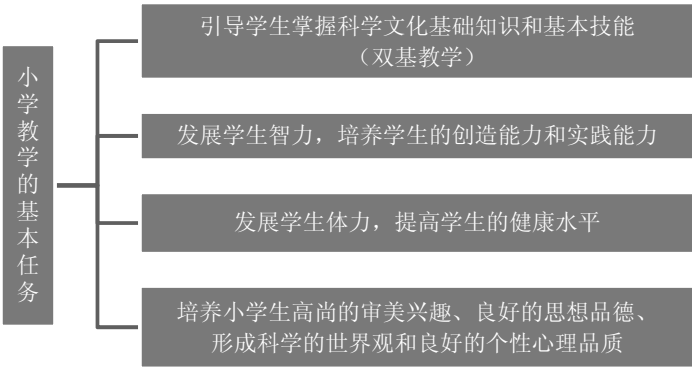 小学教学的基本任务
引导学生掌握科学文化基础知识和基本技能
（双基教学）
发展学生智力，培养学生的创造能力和实践能力
发展学生体力，提高学生的健康水平
培养小学生高尚的审美兴趣、良好的思想品德、
形成科学的世界观和良好的个性心理品质